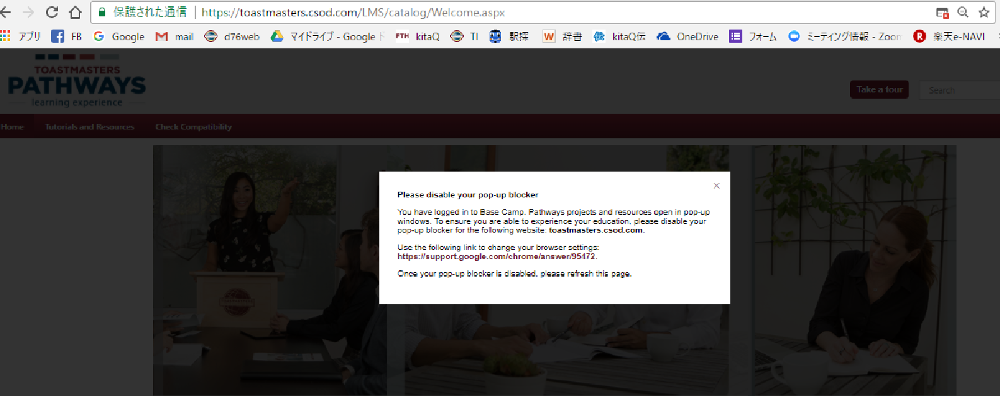 保護された通信 | https://toastmasters.csod.com/LMS/catalog/Welcome.aspx
アプリ FB Google mail d76web マイドライブ - Google ド FTH kitaQ TI 駅探 W 辞書 kitaQ伝 OneDrive フォーム ミーティング情報 - Zoom R 楽天e-NAVI
TOASTMASTERS
PATHWAYS
learning experience
Take a tour
Search
Home Tutorials and Resources Check Compatibility
Please disable your pop-up blocker
You have logged in to Base Camp. Pathways projects and resources open in pop-up
windows. To ensure you are able to experience your education, please disable your
pop-up blocker for the following website: toastmasters.csod.com.
Use the following link to change your browser settings:
https://support.google.com/chrome/answer/95472.
Once your pop-up blocker is disabled, please refresh this page.
TOASTMASTERS